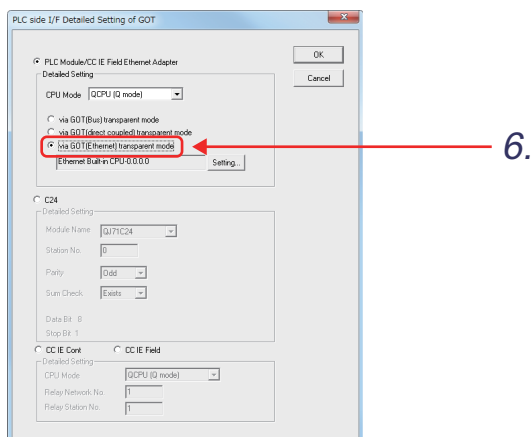 PLC side I/F Detailed Setting of GOT
OK
Cancel
PLC Module/CC IE Field Ethernet Adapter
Detailed Setting
CPU Mode QCPU (Q mode)
via GOT(Bus) transparent mode
via GOT(direct coupled) transparent mode
via GOT(Ethernet) transparent mode
6.
Ethernet Built-in CPU-0.0.0.0 Setting...
C24
Detailed Setting
Module Name QJ71C24
Station No. 0
Parity Odd
Sum Check Exists
Data Bit 8
Stop Bit 1
CC IE Cont CC IE Field
Detailed Setting
CPU Mode QCPU (Q mode)
Relay Network No 1
Relay Station No. 1